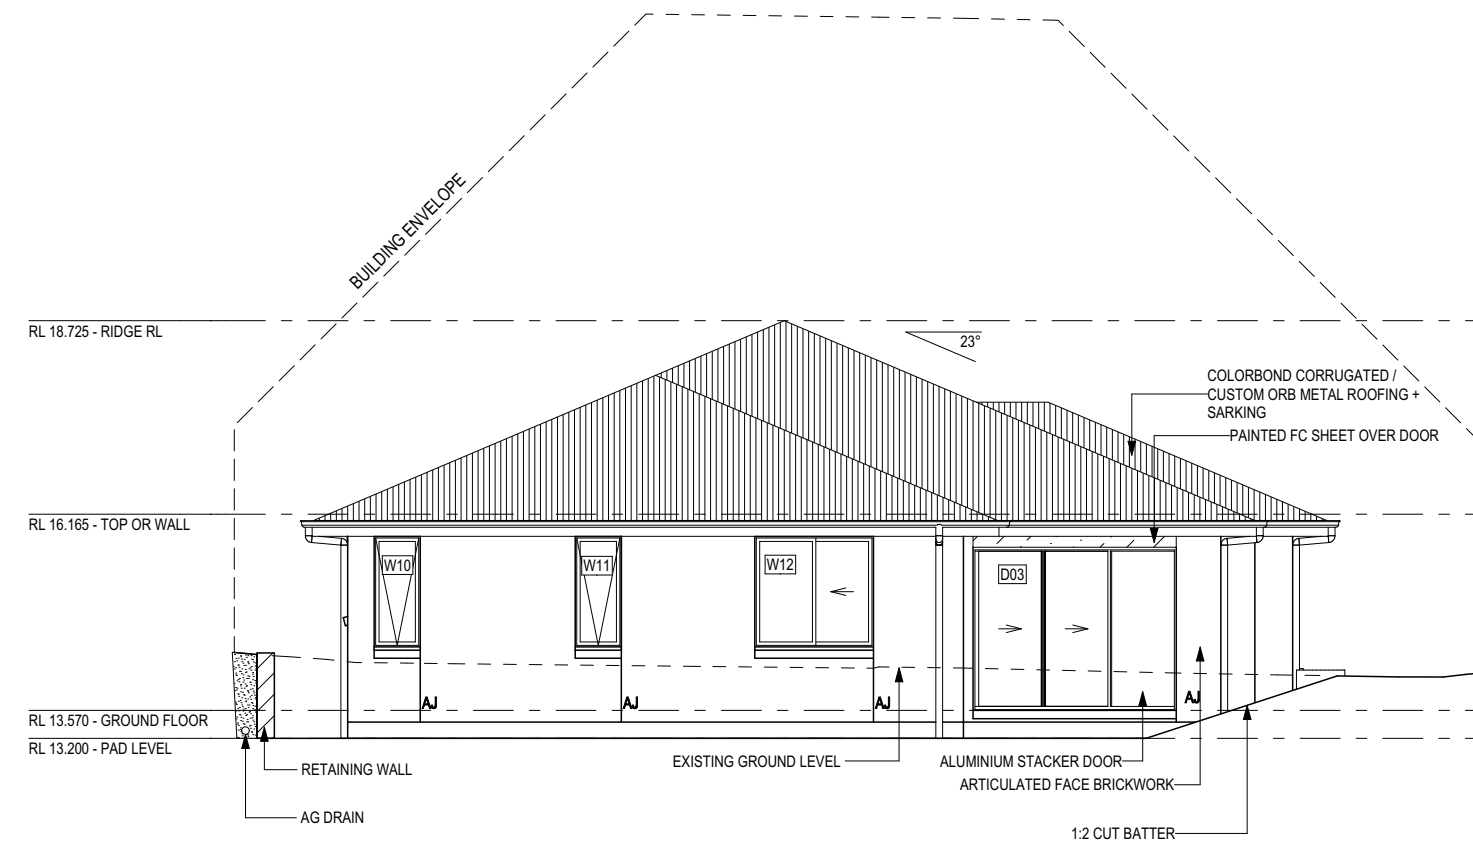 BUILDING ENVELOPE
RL 18.725 - RIDGE RL
23°
COLORBOND CORRUGATED /
CUSTOM ORB METAL ROOFING +
SARKING
PAINTED FC SHEET OVER DOOR
RL 16.165 - TOP OR WALL
W10
W11
W12
D03
AJ
AJ
AJ
AJ
RL 13.570 - GROUND FLOOR
RL 13.200 - PAD LEVEL
RETAINING WALL
EXISTING GROUND LEVEL
ALUMINIUM STACKER DOOR
ARTICULATED FACE BRICKWORK
AG DRAIN
1:2 CUT BATTER